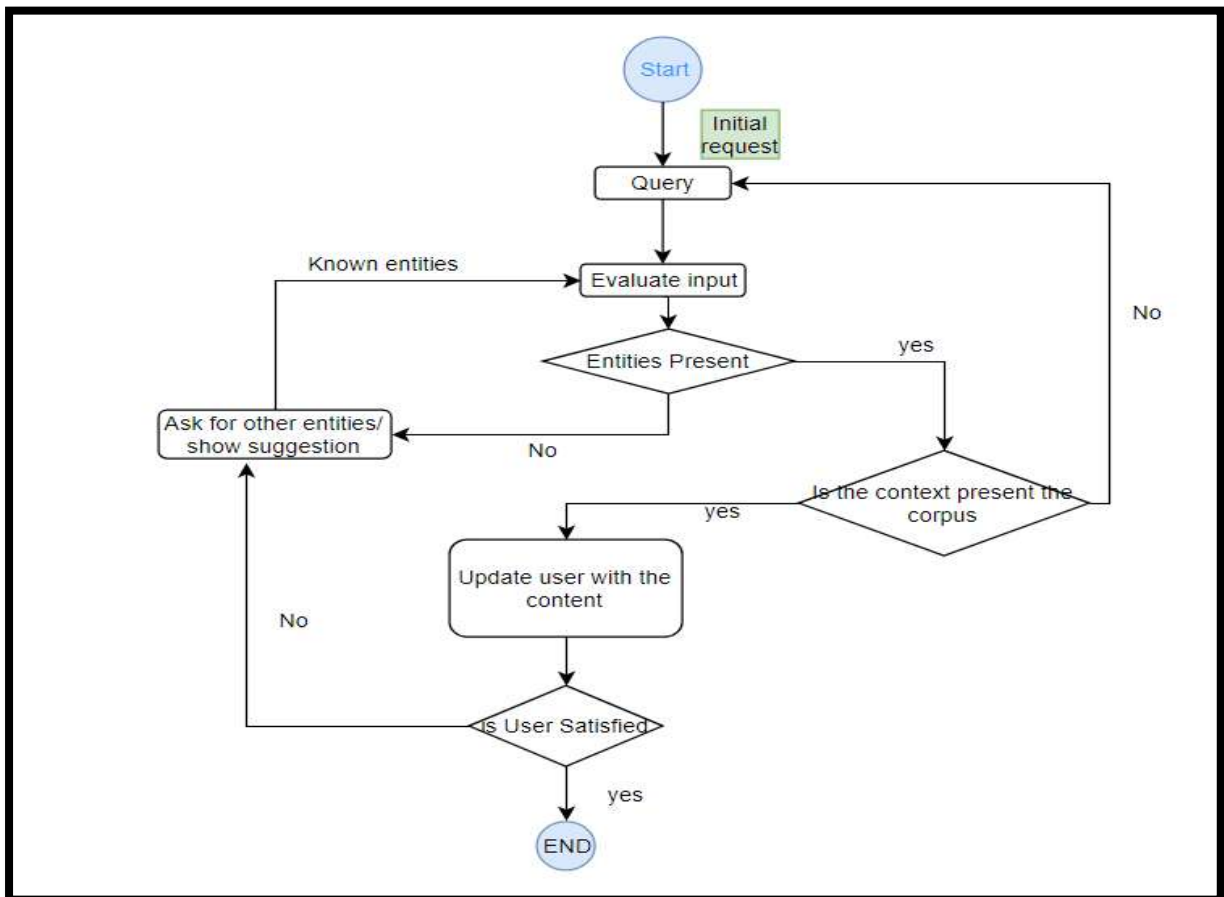 Start
Initial
request
Query
Known entities
Evaluate input
No
Entities Present
yes
Ask for other entities/
show suggestion
No
Is the context present the
corpus
yes
Update user with the
content
No
is User Satisfied
yes
END